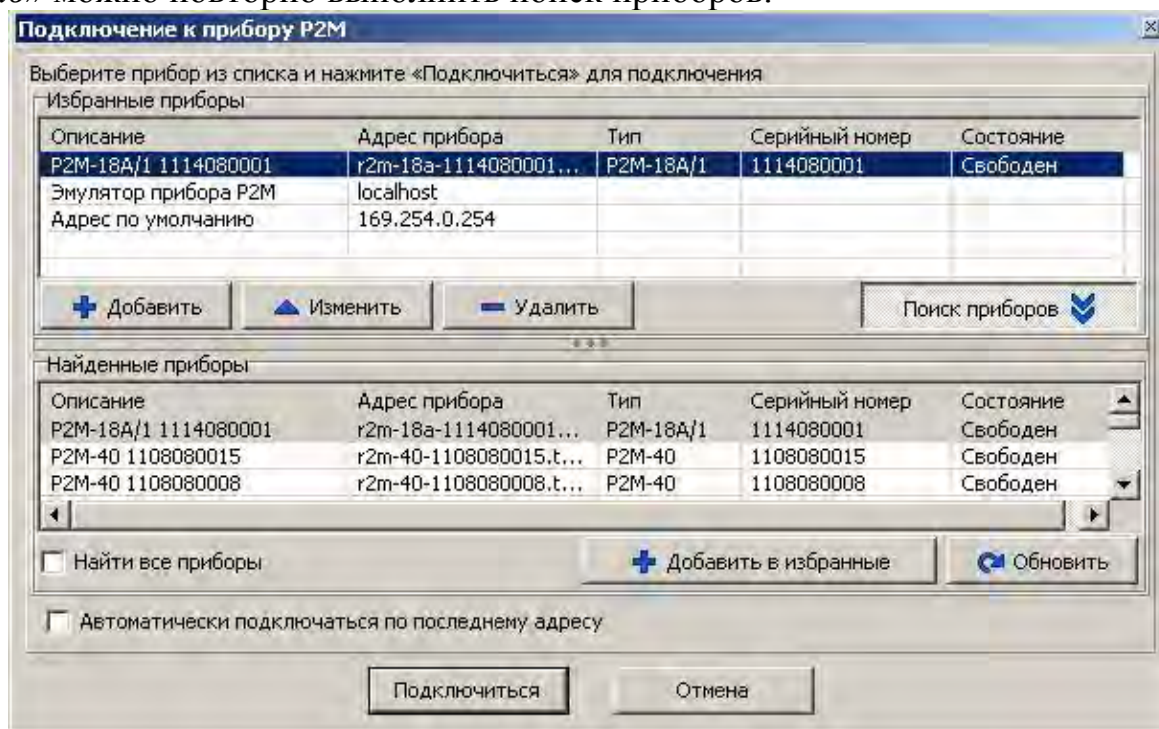 можно повторно выполнить поиск приборов.
Подключение к прибору Р2М
Выберите прибор из списка и нажмите «Подключиться» для подключения
Избранные приборы
Описание Адрес прибора Тип Серийный номер Состояние
Р2М-18А/1 1114080001 r2m-18a-1114080001... Р2М-18А/1 1114080001 Свободен
Эмулятор прибора Р2М localhost
Адрес по умолчанию 169.254.0.254
Добавить Изменить Удалить Поиск приборов
Найденные приборы
Описание Адрес прибора Тип Серийный номер Состояние
Р2М-18А/1 1114080001 r2m-18a-1114080001... Р2М-18А/1 1114080001 Свободен
Р2М-40 1108080015 r2m-40-1108080015.t... Р2М-40 1108080015 Свободен
Р2М-40 1108080008 r2m-40-1108080008.t... Р2М-40 1108080008 Свободен
Найти все приборы Добавить в избранные Обновить
Автоматически подключаться по последнему адресу
Подключиться Отмена